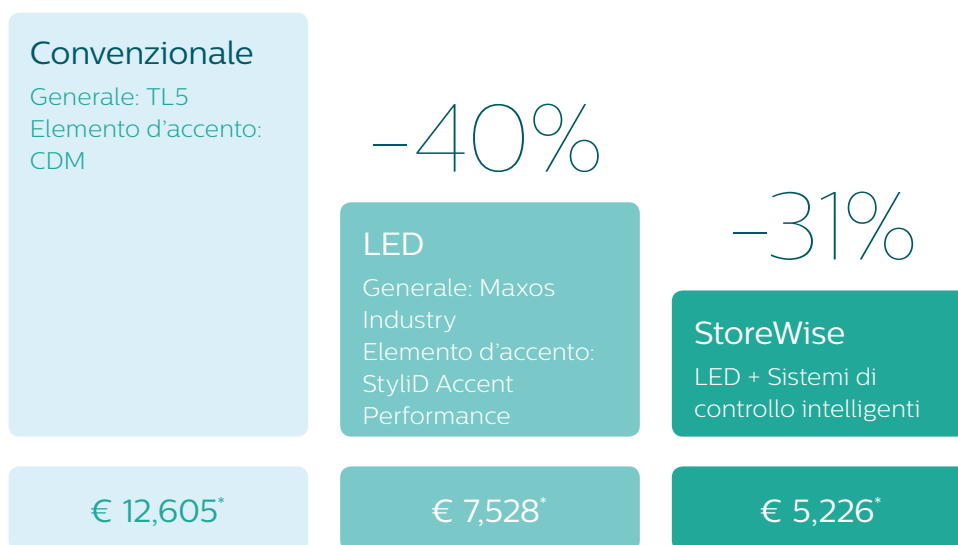 Convenzionale
Generale: TL5
Elemento d'accento:
CDM
−40%
LED
Generale: Maxos
Industry
Elemento d'accento:
StyliD Accent
Performance
−31%
StoreWise
LED + Sistemi di
controllo intelligenti
€ 12,605*
€ 7,528*
€ 5,226*